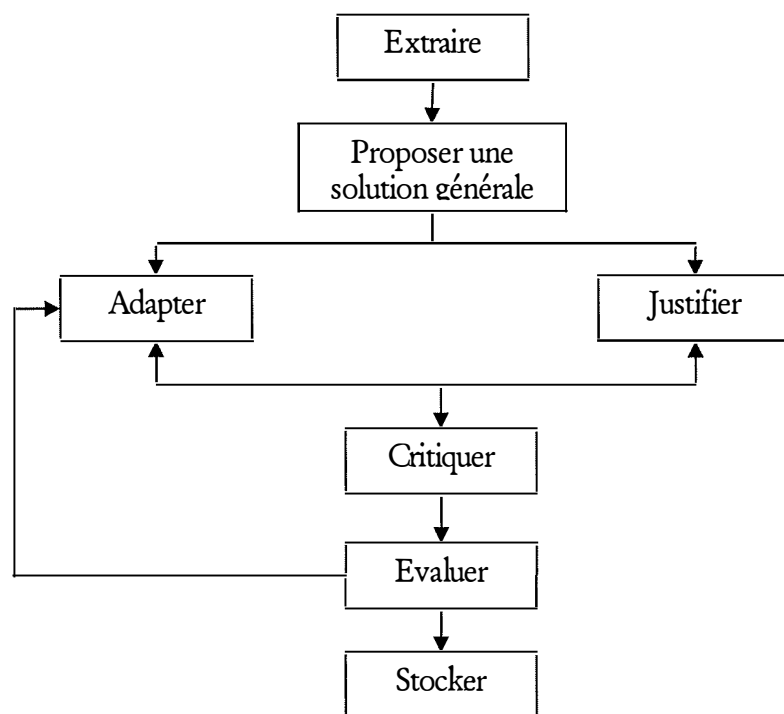 Extraire
Proposer une
solution générale
Adapter
Justifier
Critiquer
Evaluer
Stocker